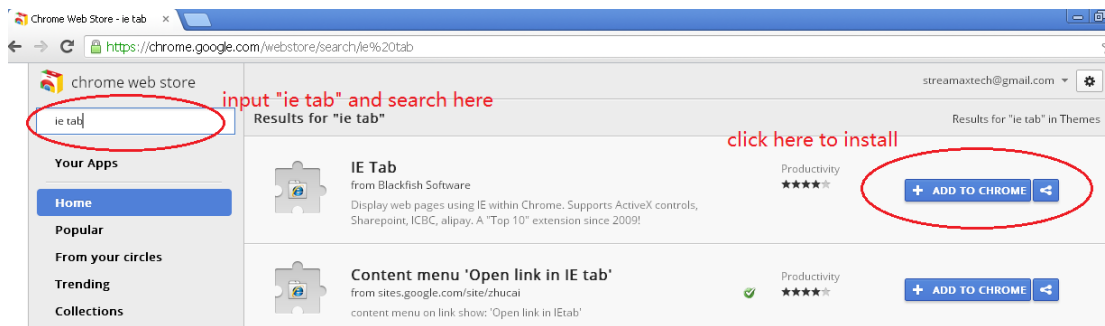 Chrome Web Store - ie tab
https://chrome.google.com/webstore/search/ie%20tab
chrome web store
streamaxtech@gmail.com
input "ie tab" and search here
ie tab
Results for "ie tab"
Results for "ie tab" in Themes
click here to install
Your Apps
Home
Popular
From your circles
Trending
Collections
IE Tab
from Blackfish Software
Display web pages using IE within Chrome. Supports ActiveX controls,
Sharepoint, ICBC, alipay. A "Top 10" extension since 2009!
Productivity
ADD TO CHROME
Content menu 'Open link in IE tab'
from sites.google.com/site/zhucai
content menu on link show: 'Open link in IEtab'
Productivity
ADD TO CHROME